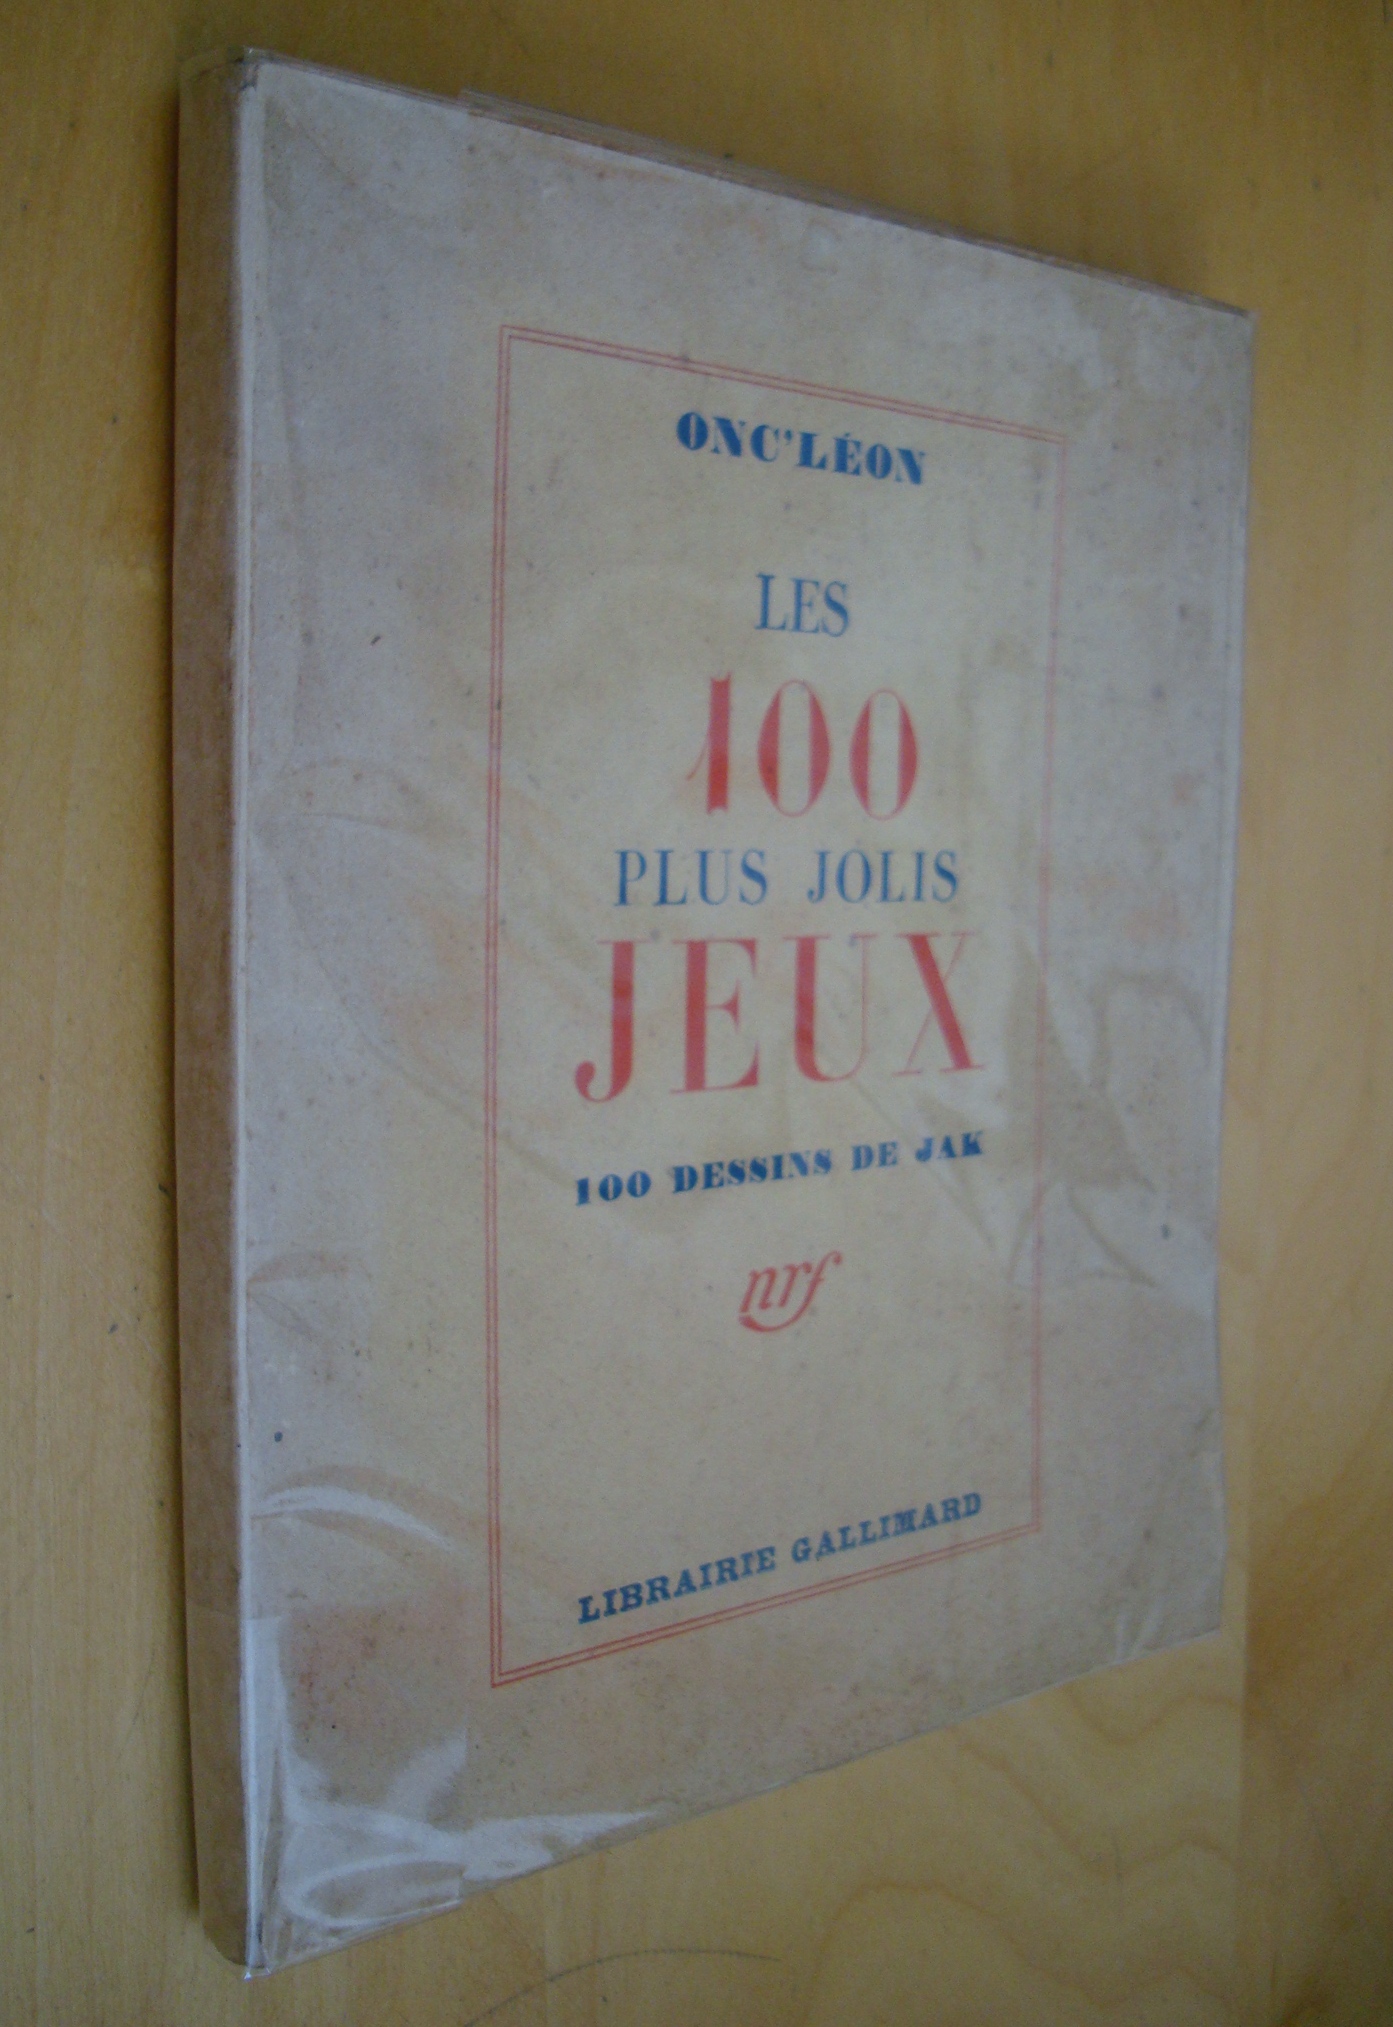 ONC'LÉON
LES
100
PLUS JOLIS
JEUX
100 DESSINS DE JAK
nrf
LIBRAIRIE GALLIMARD